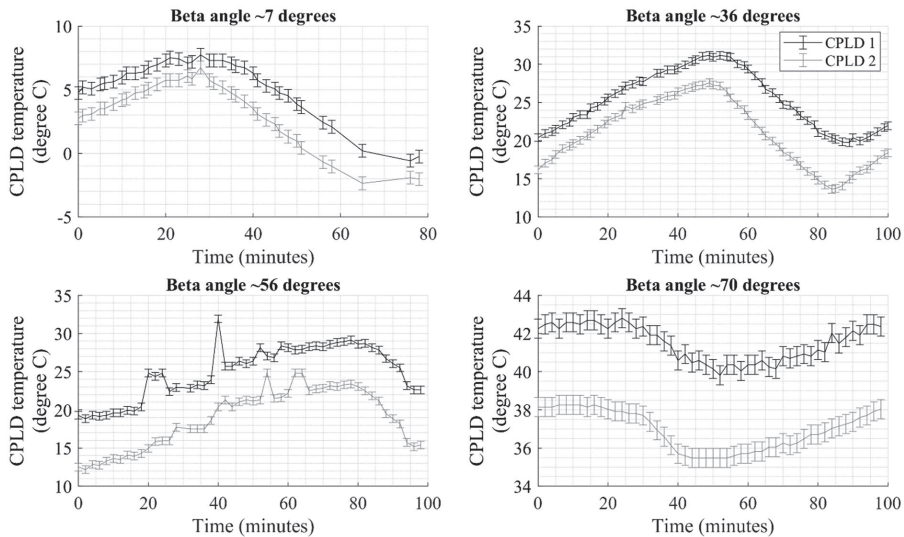 Beta angle ~7 degrees
CPLD temperature
(degree C)
10
5
0
-5
0 20 40 60 80
Time (minutes)
Beta angle ~36 degrees
CPLD 1
CPLD 2
CPLD temperature
(degree C)
35
30
25
20
15
10
0 20 40 60 80 100
Time (minutes)
Beta angle ~56 degrees
CPLD temperature
(degree C)
35
30
25
20
15
10
0 20 40 60 80 100
Time (minutes)
Beta angle ~70 degrees
CPLD temperature
(degree C)
44
42
40
38
36
34
0 20 40 60 80 100
Time (minutes)